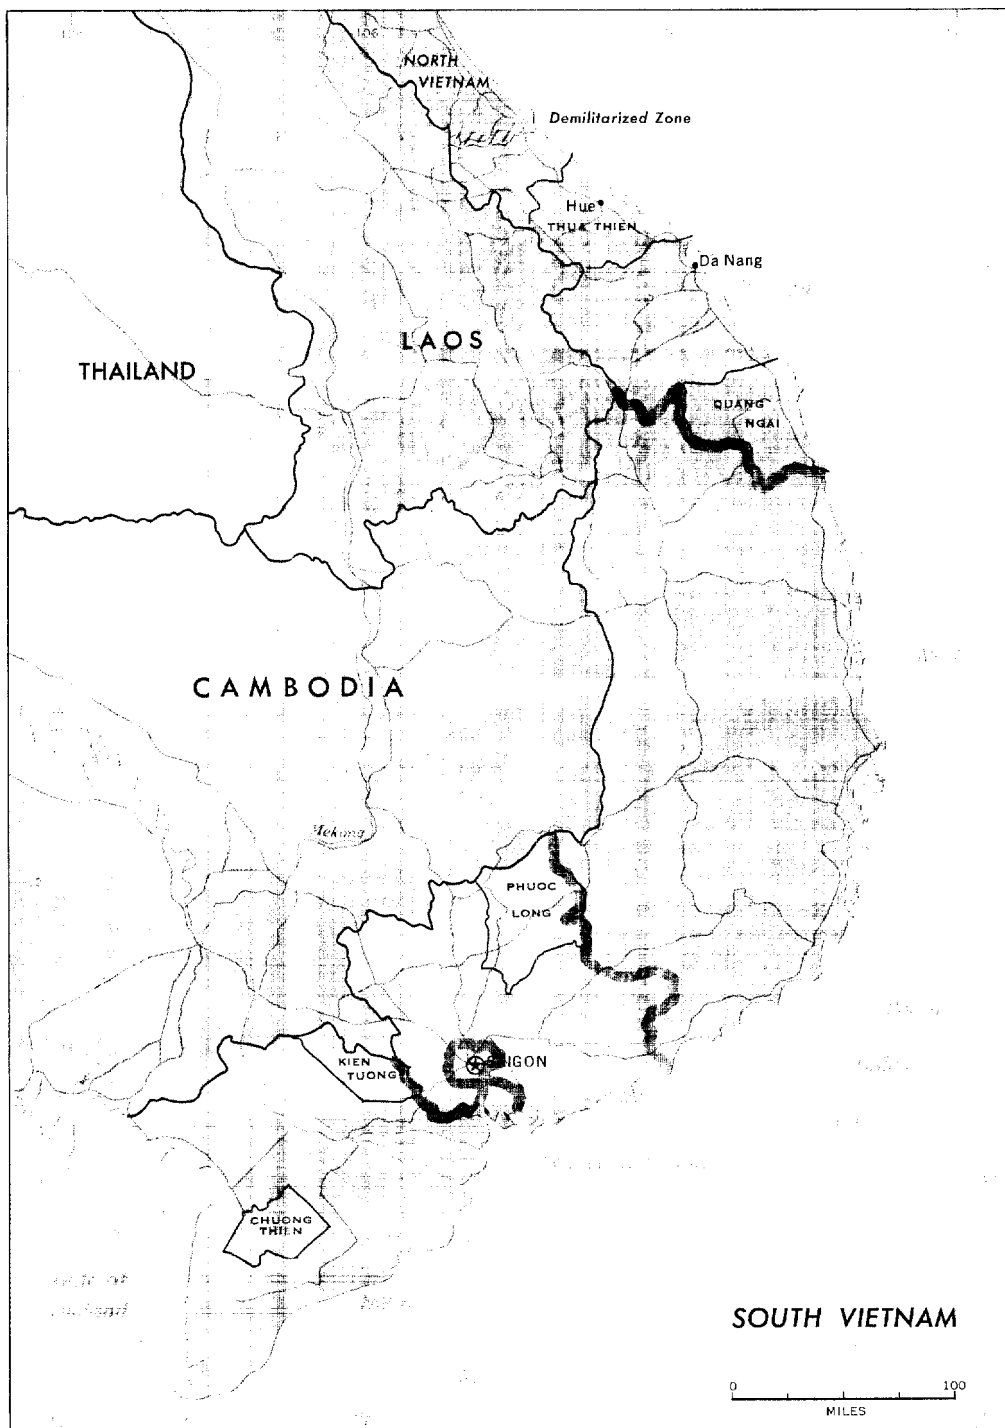 106
NORTH
VIETNAM
Demilitarized Zone
Hue
THUA THIEN
Da Nang
LAOS
THAILAND
QUANG
NGAI
CAMBODIA
Mekong
PHUOC
LONG
KIEN
TUONG
CHUONG
THIEN
SOUTH VIETNAM
0 100
MILES